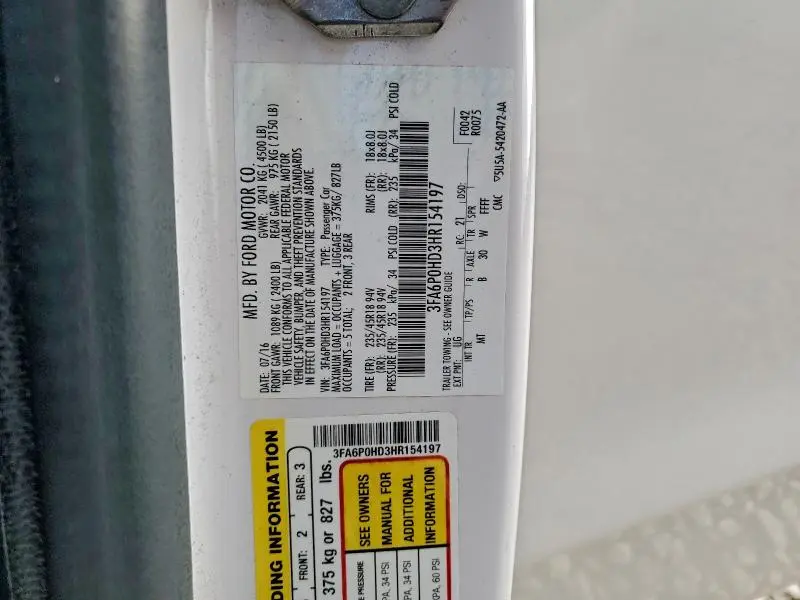 MFD. BY FORD MOTOR CO.
DATE: 07/16 GVWR: 2041 KG ( 4500 LB)
FRONT GAWR: 1089 KG ( 2400 LB) REAR GAWR: 975 KG ( 2150 LB)
THIS VEHICLE CONFORMS TO ALL APPLICABLE FEDERAL MOTOR
VEHICLE SAFETY, BUMPER, AND THEFT PREVENTION STANDARDS
IN EFFECT ON THE DATE OF MANUFACTURE SHOWN ABOVE.
VIN: 3FA6P0HD3HR154197 TYPE: Passenger Car
MAXIMUM LOAD = OCCUPANTS + LUGGAGE = 375KG/ 827LB
OCCUPANTS = 5 TOTAL; 2 FRONT, 3 REAR
TIRE (FR): 235/45R18 94V RIMS (FR): 18x8.0J
(RR): 235/45R18 94V (RR): 18x8.0J
PRESSURE (FR): 235 kPa/ 34 PSI COLD (RR): 235 kPa/ 34 PSI COLD
3FA6P0HD3HR154197
TRAILER TOWING - SEE OWNER GUIDE
EXT PNT: UG RC: 21 DSO: F0042
R0075
INT TR TP/PS R AXLE TR SPR
MT B 30 W FFFF
CMC ▽5U5A-5420472-AA
3FA6P0HD3HR154197
DING INFORMATION
FRONT: 2 REAR: 3
375 kg or 827 lbs.
E PRESSURE
PA, 34 PSI
PA, 34 PSI
KPA, 60 PSI
SEE OWNERS
MANUAL FOR
ADDITIONAL
INFORMATION